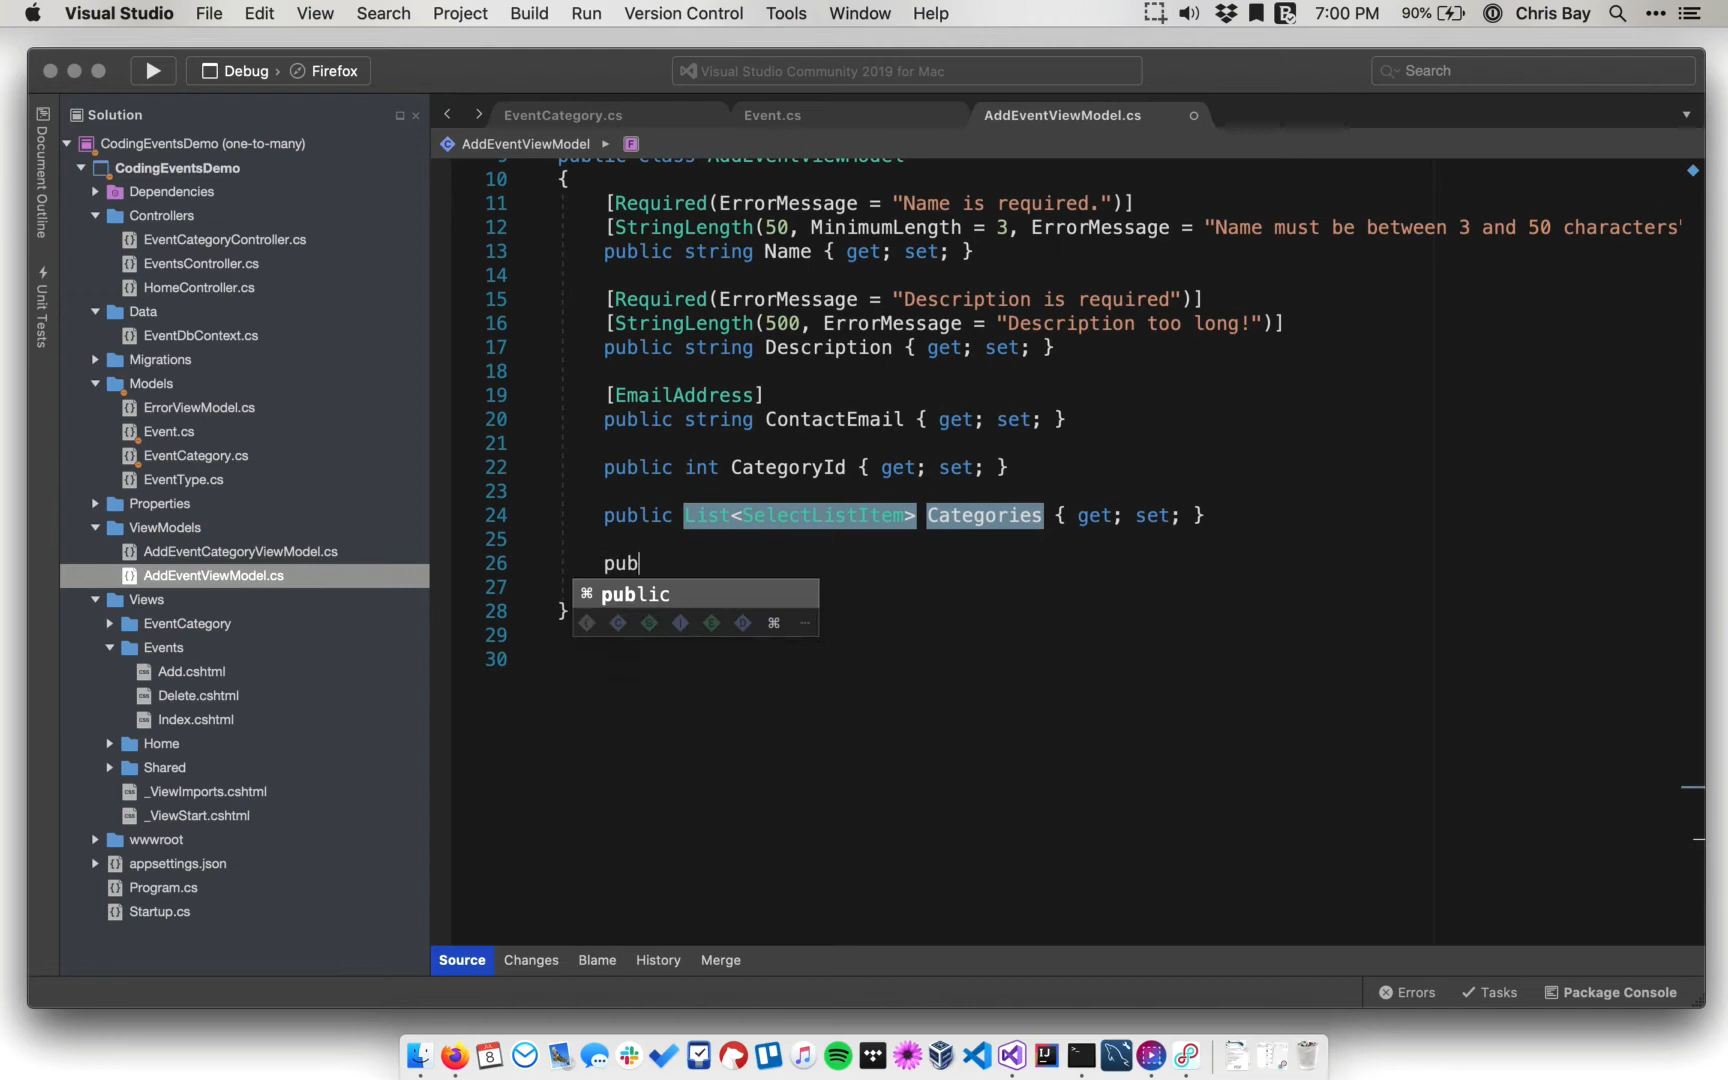 Visual Studio File Edit View Search Project Build Run Version Control Tools Window Help 7:00 PM 90% Chris Bay
Debug › Firefox
Visual Studio Community 2019 for Mac
Search
Document Outline
Unit Tests
Solution
CodingEventsDemo (one-to-many)
CodingEventsDemo
Dependencies
Controllers
EventCategoryController.cs
EventsController.cs
HomeController.cs
Data
EventDbContext.cs
Migrations
Models
ErrorViewModel.cs
Event.cs
EventCategory.cs
EventType.cs
Properties
ViewModels
AddEventCategoryViewModel.cs
AddEventViewModel.cs
Views
EventCategory
Events
Add.cshtml
Delete.cshtml
Index.cshtml
Home
Shared
_ViewImports.cshtml
_ViewStart.cshtml
wwwroot
appsettings.json
Program.cs
Startup.cs
EventCategory.cs Event.cs AddEventViewModel.cs
AddEventViewModel
9 public class AddEventViewModel
10 {
11 [Required(ErrorMessage = "Name is required.")]
12 [StringLength(50, MinimumLength = 3, ErrorMessage = "Name must be between 3 and 50 characters"
13 public string Name { get; set; }
14
15 [Required(ErrorMessage = "Description is required")]
16 [StringLength(500, ErrorMessage = "Description too long!")]
17 public string Description { get; set; }
18
19 [EmailAddress]
20 public string ContactEmail { get; set; }
21
22 public int CategoryId { get; set; }
23
24 public List<SelectListItem> Categories { get; set; }
25
26 pub
27
public
28 }
29
30
Source Changes Blame History Merge
Errors Tasks Package Console